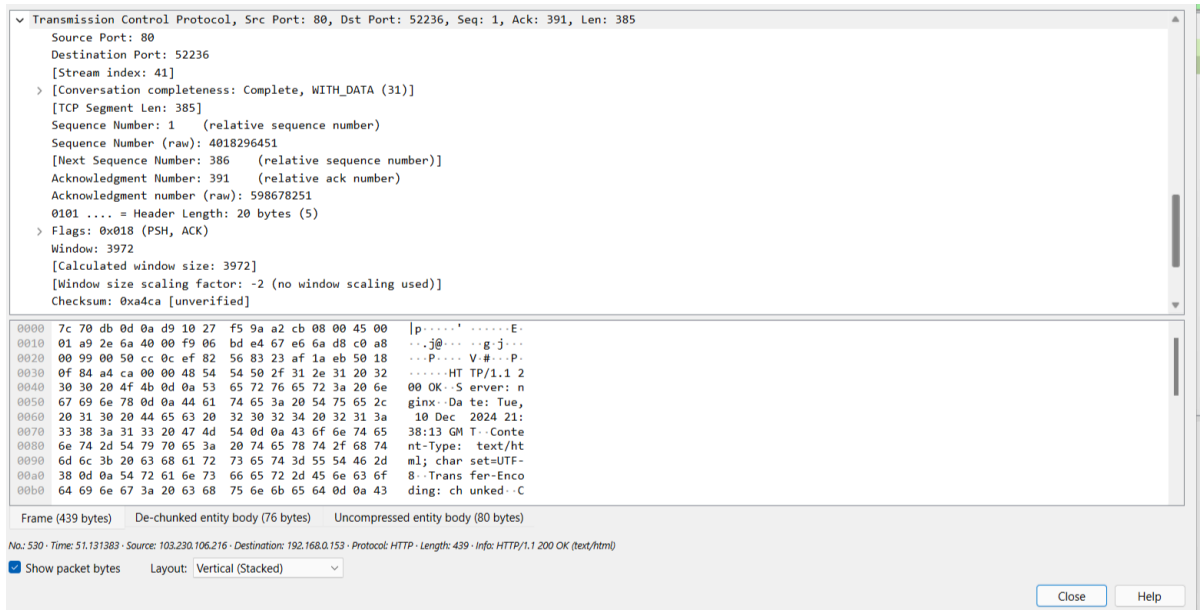 Transmission Control Protocol, Src Port: 80, Dst Port: 52236, Seq: 1, Ack: 391, Len: 385
Source Port: 80
Destination Port: 52236
[Stream index: 41]
[Conversation completeness: Complete, WITH_DATA (31)]
[TCP Segment Len: 385]
Sequence Number: 1    (relative sequence number)
Sequence Number (raw): 4018296451
[Next Sequence Number: 386    (relative sequence number)]
Acknowledgment Number: 391    (relative ack number)
Acknowledgment number (raw): 598678251
0101 .... = Header Length: 20 bytes (5)
Flags: 0x018 (PSH, ACK)
Window: 3972
[Calculated window size: 3972]
[Window size scaling factor: -2 (no window scaling used)]
Checksum: 0xa4ca [unverified]
0000  7c 70 db 0d 0a d9 10 27  f5 9a a2 cb 08 00 45 00   |p·····' ······E·
0010  01 a9 2e 6a 40 00 f9 06  bd e4 67 e6 6a d8 c0 a8   ··.j@··· ··g·j···
0020  00 99 00 50 cc 0c ef 82  56 83 23 af 1a eb 50 18   ···P···· V·#···P·
0030  0f 84 a4 ca 00 00 48 54  54 50 2f 31 2e 31 20 32   ······HT TP/1.1 2
0040  30 30 20 4f 4b 0d 0a 53  65 72 76 65 72 3a 20 6e   00 OK··S erver: n
0050  67 69 6e 78 0d 0a 44 61  74 65 3a 20 54 75 65 2c   ginx··Da te: Tue,
0060  20 31 30 20 44 65 63 20  32 30 32 34 20 32 31 3a    10 Dec  2024 21:
0070  33 38 3a 31 33 20 47 4d  54 0d 0a 43 6f 6e 74 65   38:13 GM T··Conte
0080  6e 74 2d 54 79 70 65 3a  20 74 65 78 74 2f 68 74   nt-Type:  text/ht
0090  6d 6c 3b 20 63 68 61 72  73 65 74 3d 55 54 46 2d   ml; char set=UTF-
00a0  38 0d 0a 54 72 61 6e 73  66 65 72 2d 45 6e 63 6f   8··Trans fer-Enco
00b0  64 69 6e 67 3a 20 63 68  75 6e 6b 65 64 0d 0a 43   ding: ch unked··C
Frame (439 bytes)    De-chunked entity body (76 bytes)    Uncompressed entity body (80 bytes)
No.: 530 · Time: 51.131383 · Source: 103.230.106.216 · Destination: 192.168.0.153 · Protocol: HTTP · Length: 439 · Info: HTTP/1.1 200 OK (text/html)
Show packet bytes    Layout: Vertical (Stacked)
Close    Help